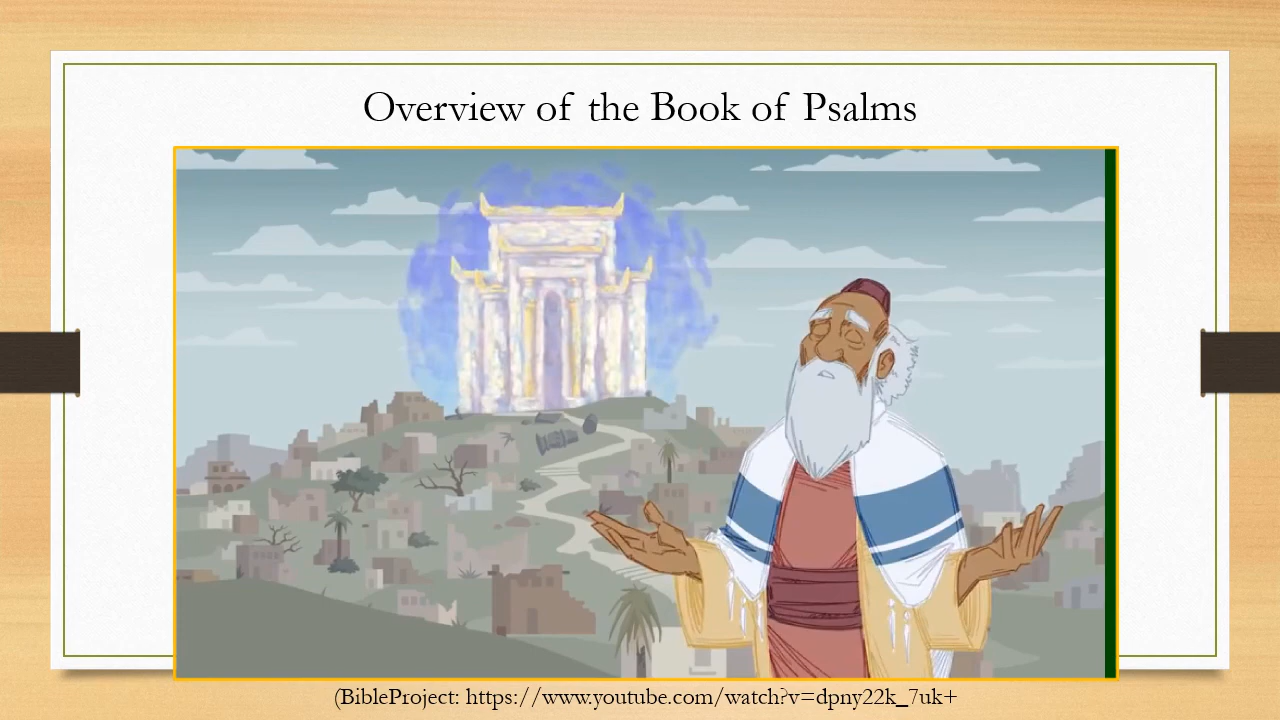 Overview of the Book of Psalms
(BibleProject: https://www.youtube.com/watch?v=dpny22k_7uk+